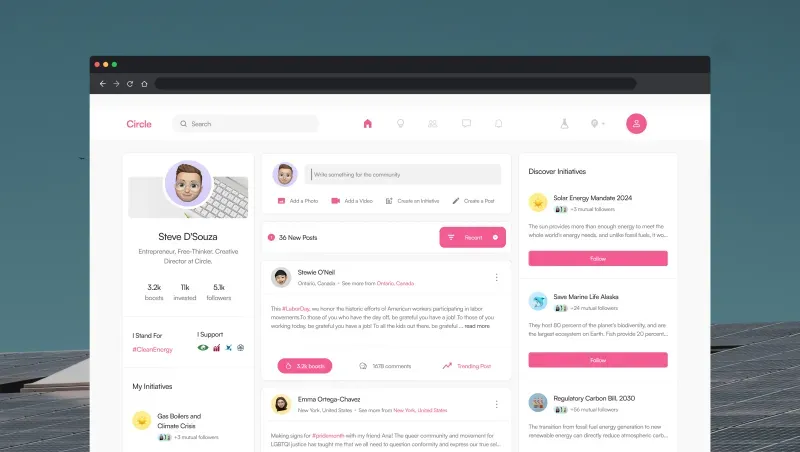 Circle
Search
Steve D'Souza
Entrepreneur, Free-Thinker, Creative
Director at Circle.
3.2k
11k
5.1k
boosts
invested
followers
I Stand For
I Support
#CleanEnergy
My Initiatives
Gas Boilers and
Climate Crisis
+3 mutual followers
Write something for the community
Add a Photo
Add a Video
Create an Initiative
Create a Post
36 New Posts
Recent
Stewie O'Neil
Ontario, Canada • See more from Ontario, Canada
This #LaborDay, we honor the historic efforts of American workers participating in labor
movements.To those of you who have the day off, be grateful you have a job! To those of you
working today, be grateful you have a job! To all the kids out there, be grateful ... read more
3.2k boosts
1678 comments
Trending Post
Emma Ortega-Chavez
New York, United States • See more from New York, United States
Making signs for #pridemonth with my friend Ana! The queer community and movement for
LGBTQ! justice has taught me that we all need to question conformity and express our true sel...
Discover Initiatives
Solar Energy Mandate 2024
+3 mutual followers
The sun provides more than enough energy to meet the
whole world's energy needs, and unlike fossil fuels, it wo...
Follow
Save Marine Life Alaska
+24 mutual followers
They hold 80 percent of the planet's biodiversity, and are
the largest ecosystem on Earth. Fish provide 20 percent...
Follow
Regulatory Carbon Bill, 2030
+56 mutual followers
The transition from fossil fuel energy generation to new
renewable energy can directly reduce atmospheric carb...